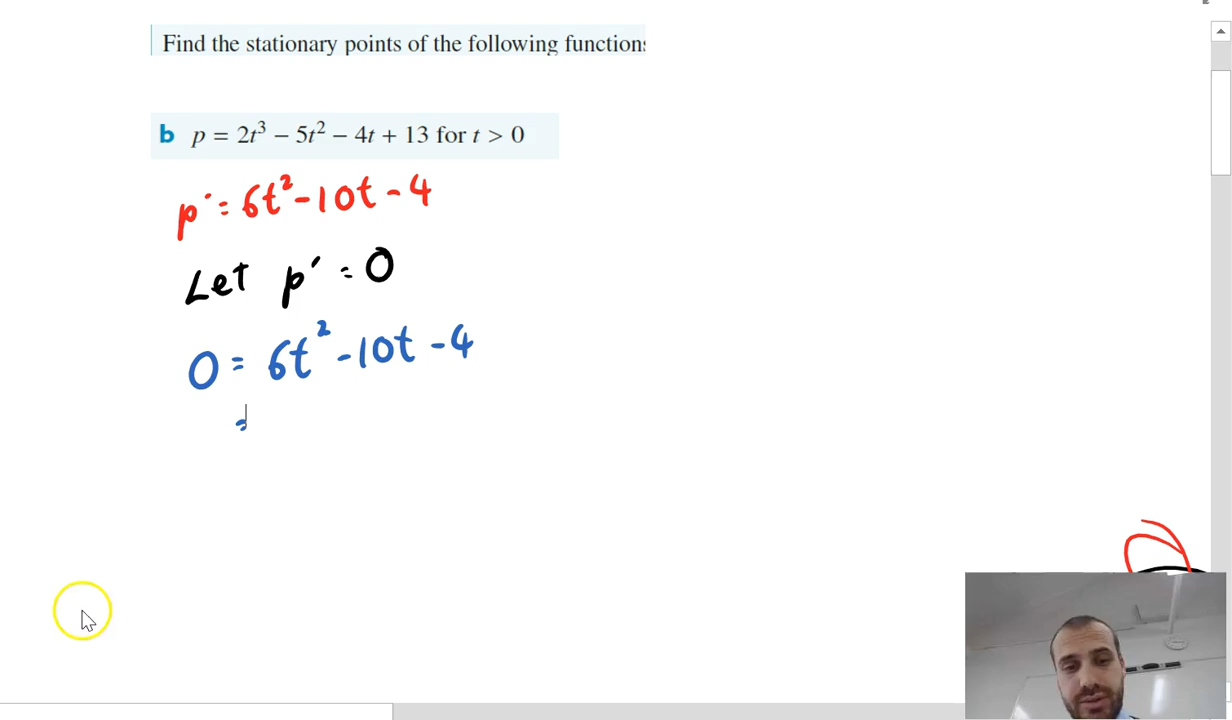 Find the stationary points of the following functions
b p = 2t³ − 5t² − 4t + 13 for t > 0
p' = 6t² - 10t - 4
Let p' = 0
0 = 6t² - 10t - 4
=